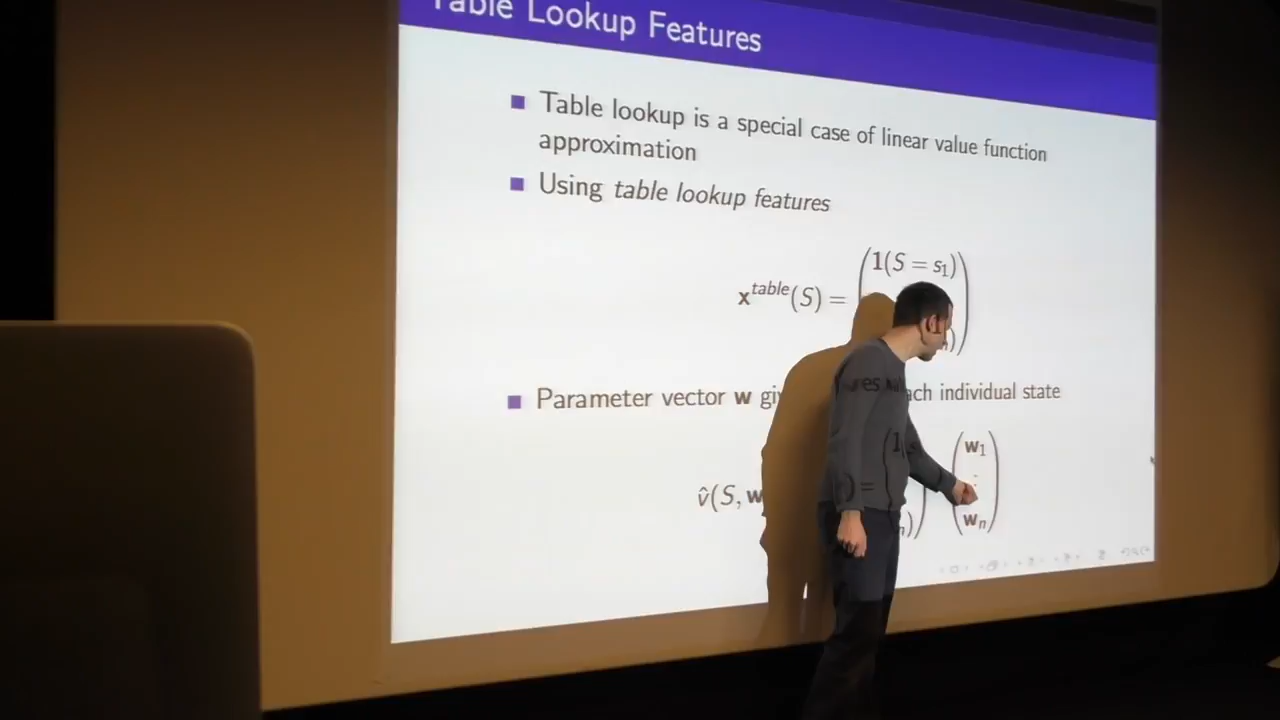 Table Lookup Features
Table lookup is a special case of linear value function
approximation
Using table lookup features
x^table(S) = (1(S = s₁)
Parameter vector w each individual state
v̂(S, w
w₁
wₙ